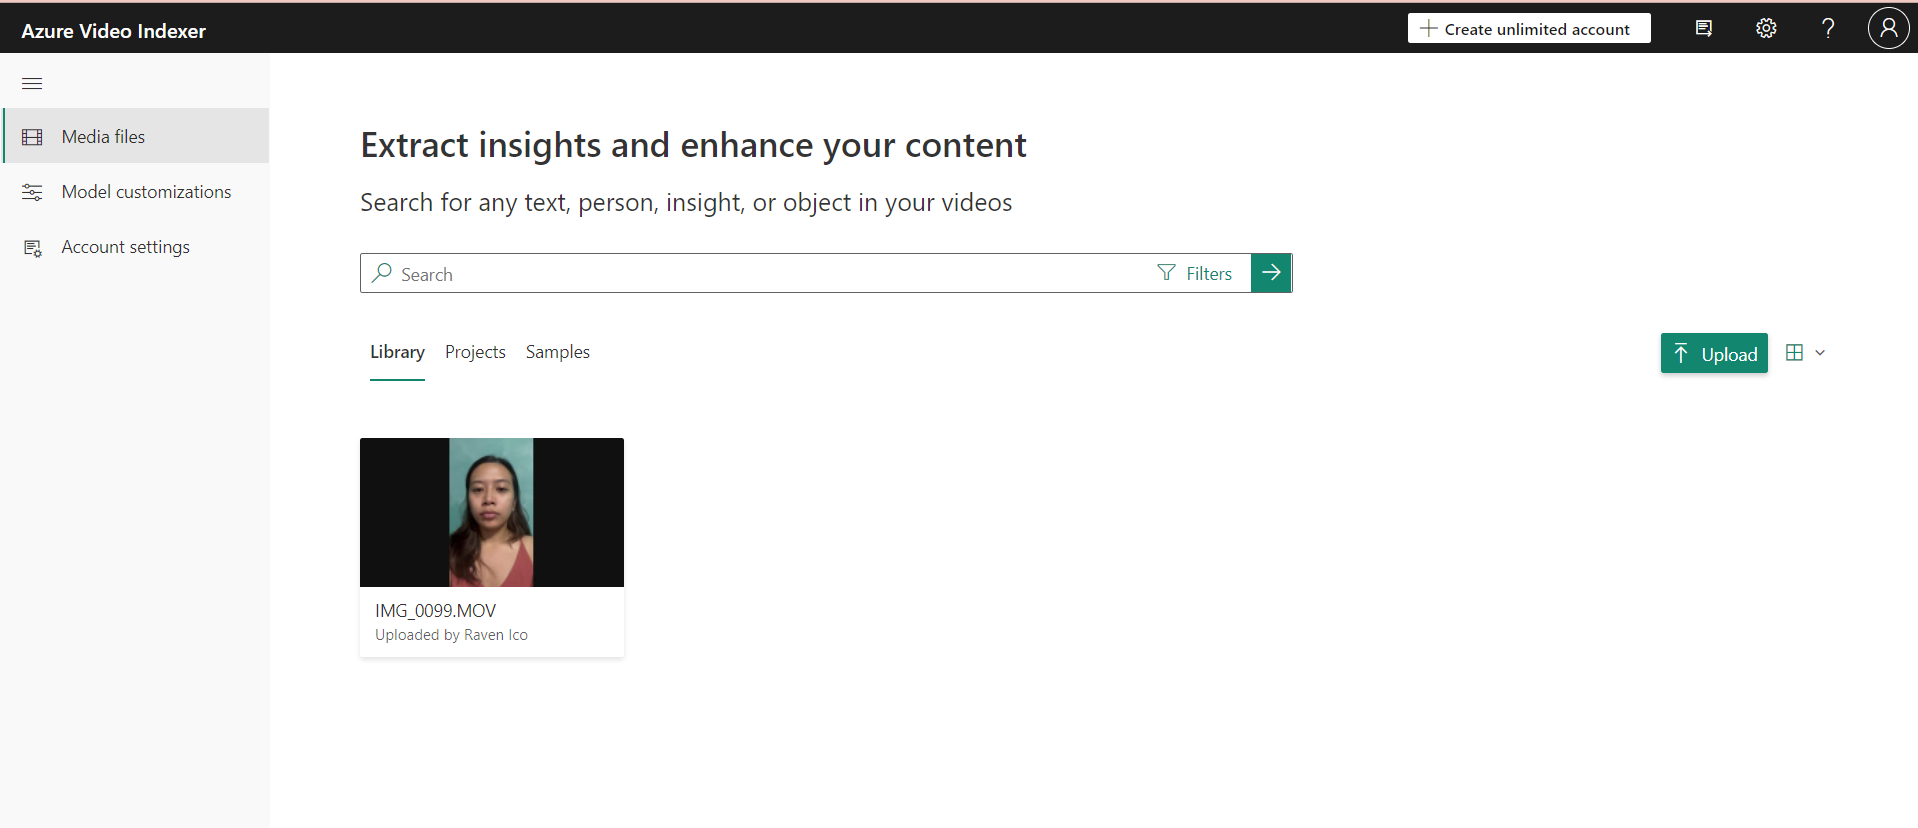 Azure Video Indexer
Create unlimited account
Media files
Model customizations
Account settings
Extract insights and enhance your content
Search for any text, person, insight, or object in your videos
Search
Filters
Library Projects Samples
Upload
IMG_0099.MOV
Uploaded by Raven Ico